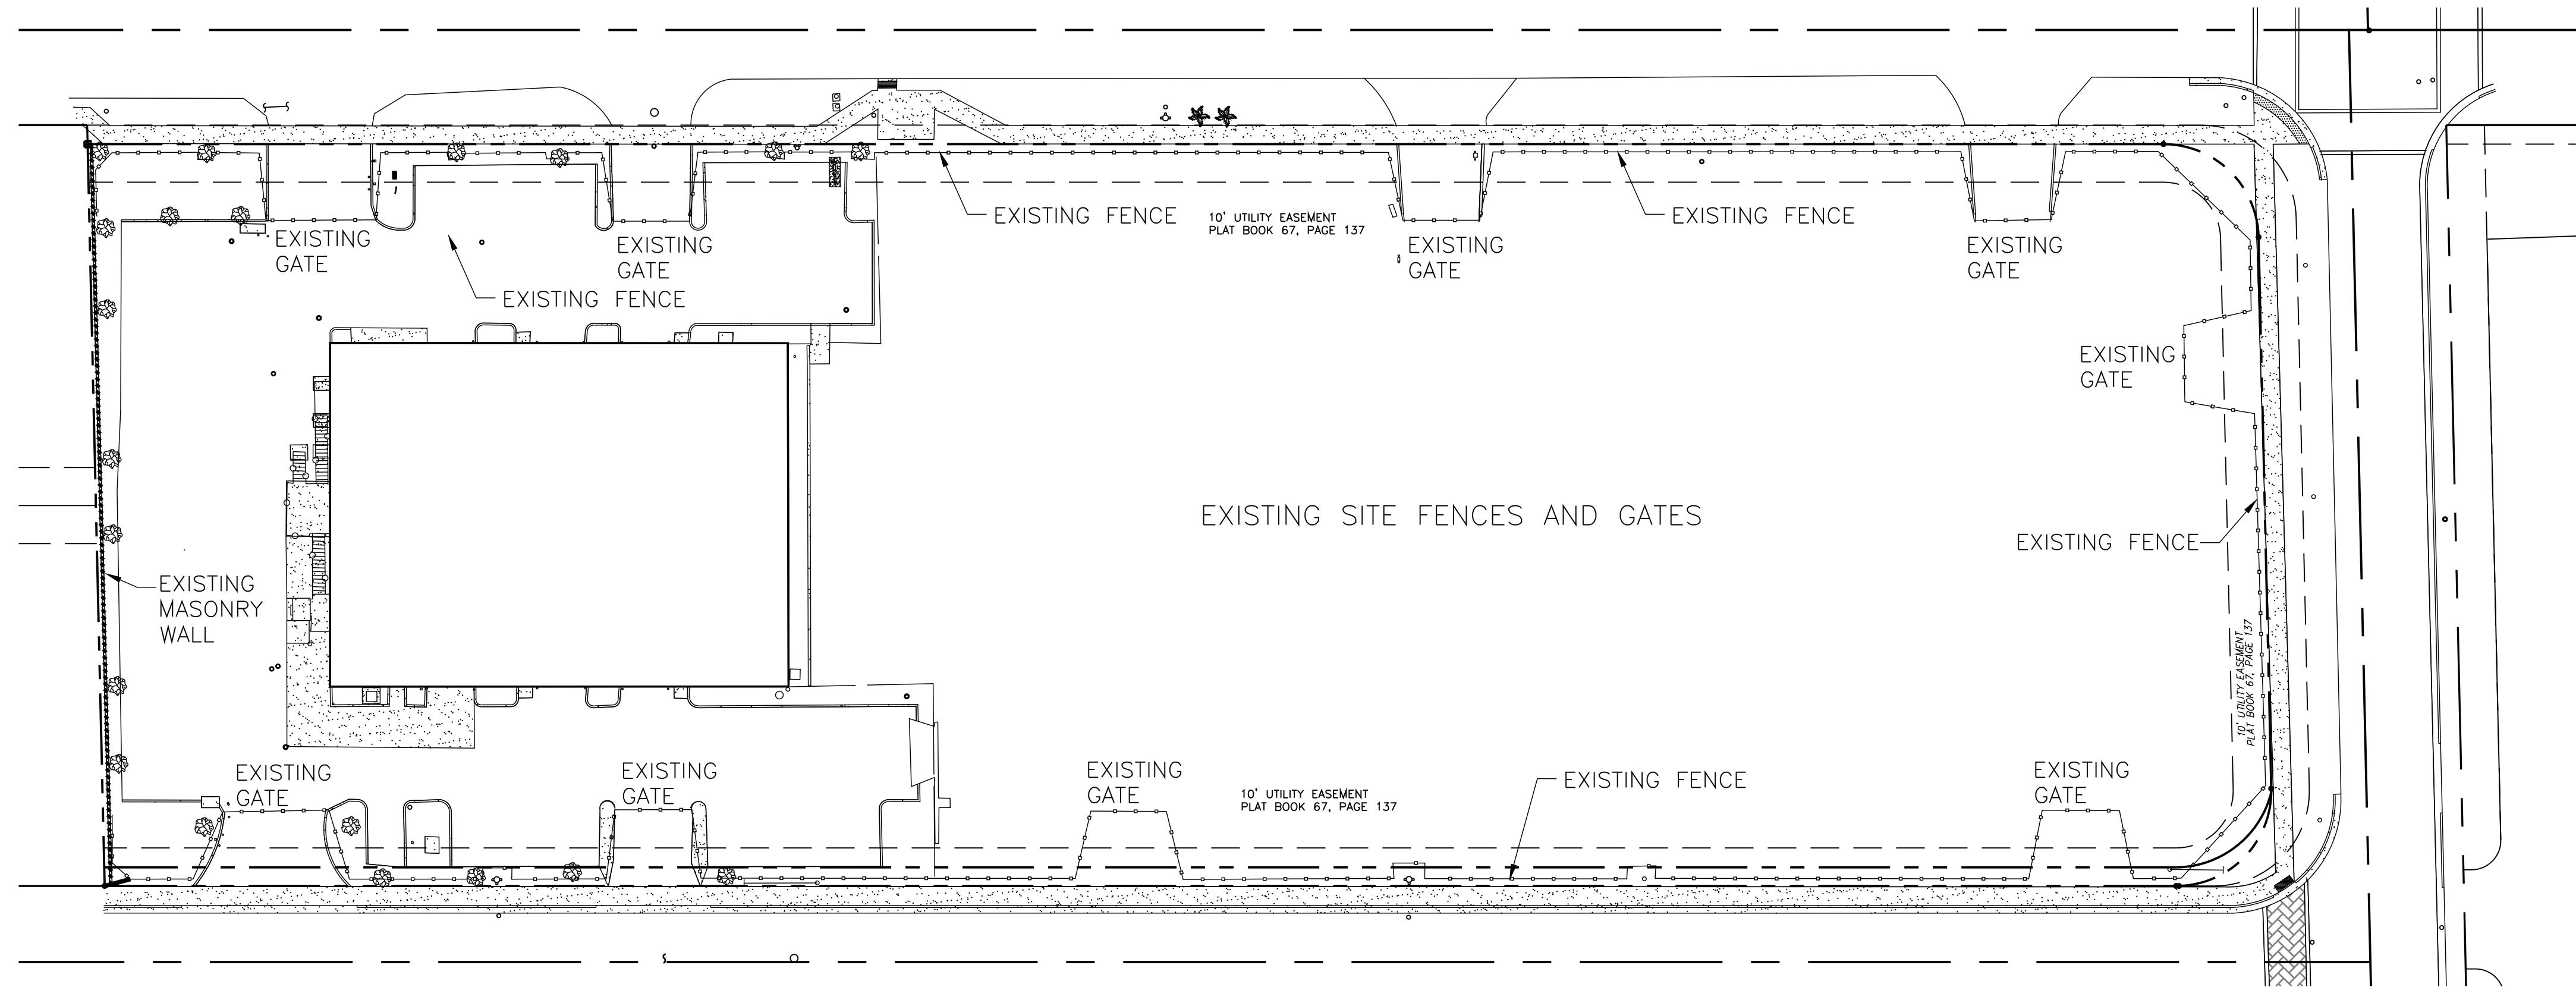 EXISTING FENCE
10' UTILITY EASEMENT
PLAT BOOK 67, PAGE 137
EXISTING FENCE
EXISTING
GATE
EXISTING
GATE
EXISTING
GATE
EXISTING
GATE
EXISTING FENCE
EXISTING
GATE
EXISTING SITE FENCES AND GATES
EXISTING FENCE
EXISTING
MASONRY
WALL
10' UTILITY EASEMENT
PLAT BOOK 67, PAGE 137
EXISTING
GATE
EXISTING
GATE
EXISTING
GATE
10' UTILITY EASEMENT
PLAT BOOK 67, PAGE 137
EXISTING FENCE
EXISTING
GATE